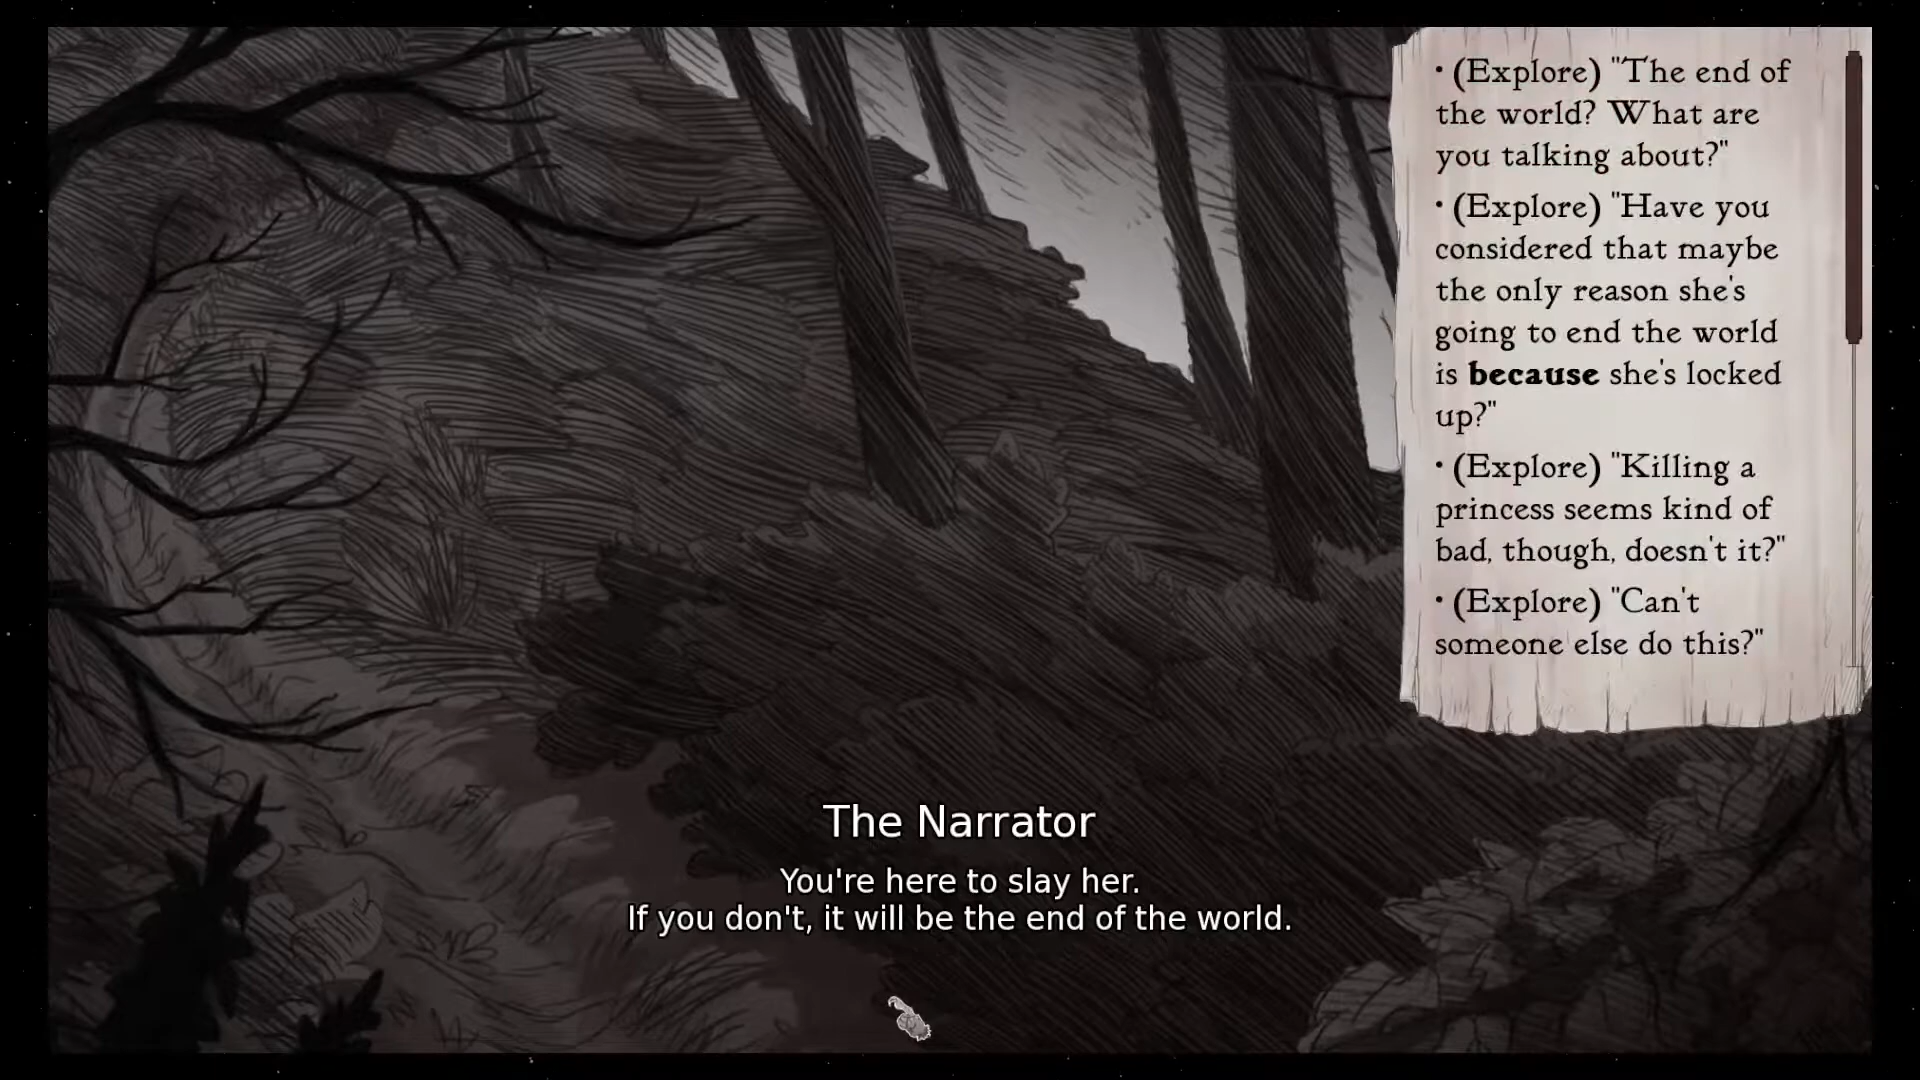 • (Explore) "The end of
the world? What are
you talking about?"
• (Explore) "Have you
considered that maybe
the only reason she's
going to end the world
is because she's locked
up?"
• (Explore) "Killing a
princess seems kind of
bad, though, doesn't it?"
• (Explore) "Can't
someone else do this?"
The Narrator
You're here to slay her.
If you don't, it will be the end of the world.